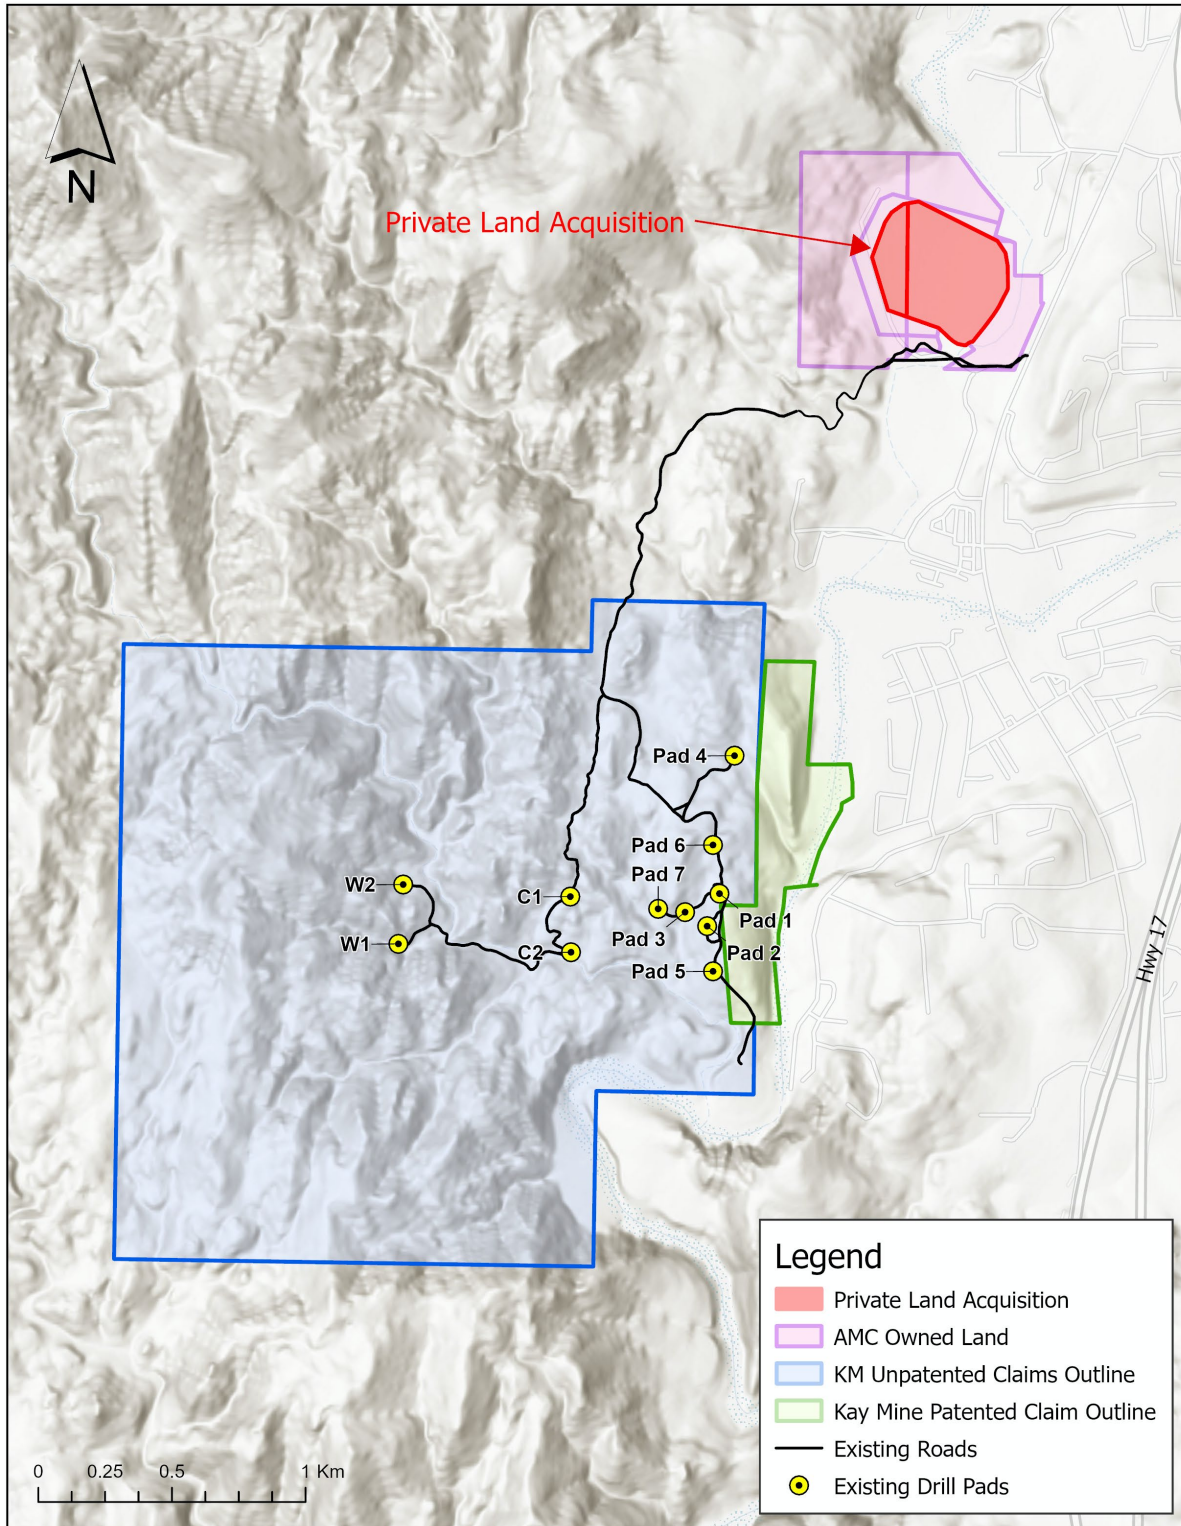 N
Private Land Acquisition
Pad 4
Pad 6
Pad 7
W2
C1
Pad 1
Pad 3
W1
C2
Pad 2
Pad 5
Hwy 17
Legend
Private Land Acquisition
AMC Owned Land
KM Unpatented Claims Outline
Kay Mine Patented Claim Outline
Existing Roads
Existing Drill Pads
0 0.25 0.5 1 Km